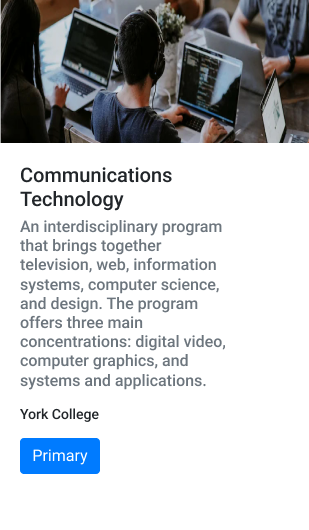 Communications
Technology
An interdisciplinary program
that brings together
television, web, information
systems, computer science,
and design. The program
offers three main
concentrations: digital video,
computer graphics, and
systems and applications.
York College
Primary